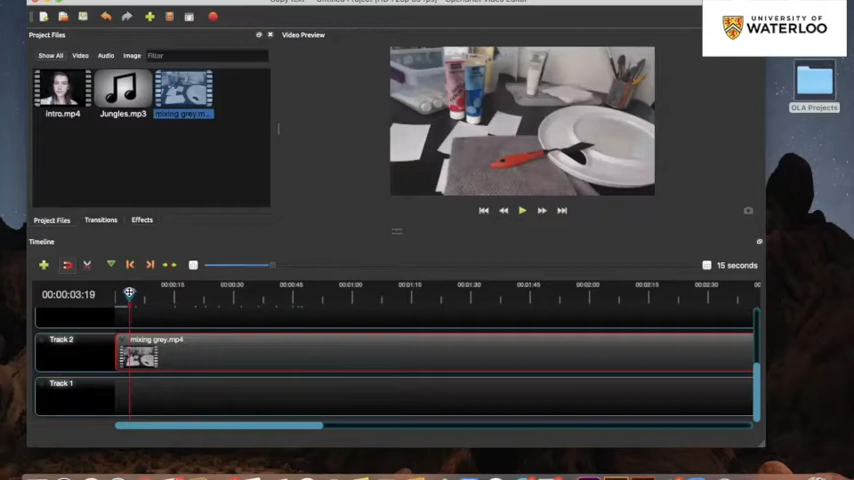 UNIVERSITY OF
WATERLOO
Project Files
Video Preview
Show All Video Audio Image Filter
intro.mp4 Jungles.mp3 mixing grey.m...
OLA Projects
Project Files Transitions Effects
Timeline
15 seconds
00:00:03:19
00:00:15 00:00:30 00:00:45 00:01:00 00:01:15 00:01:30 00:01:45 00:02:00 00:02:15 00:02:30
Track 2 mixing grey.mp4
Track 1